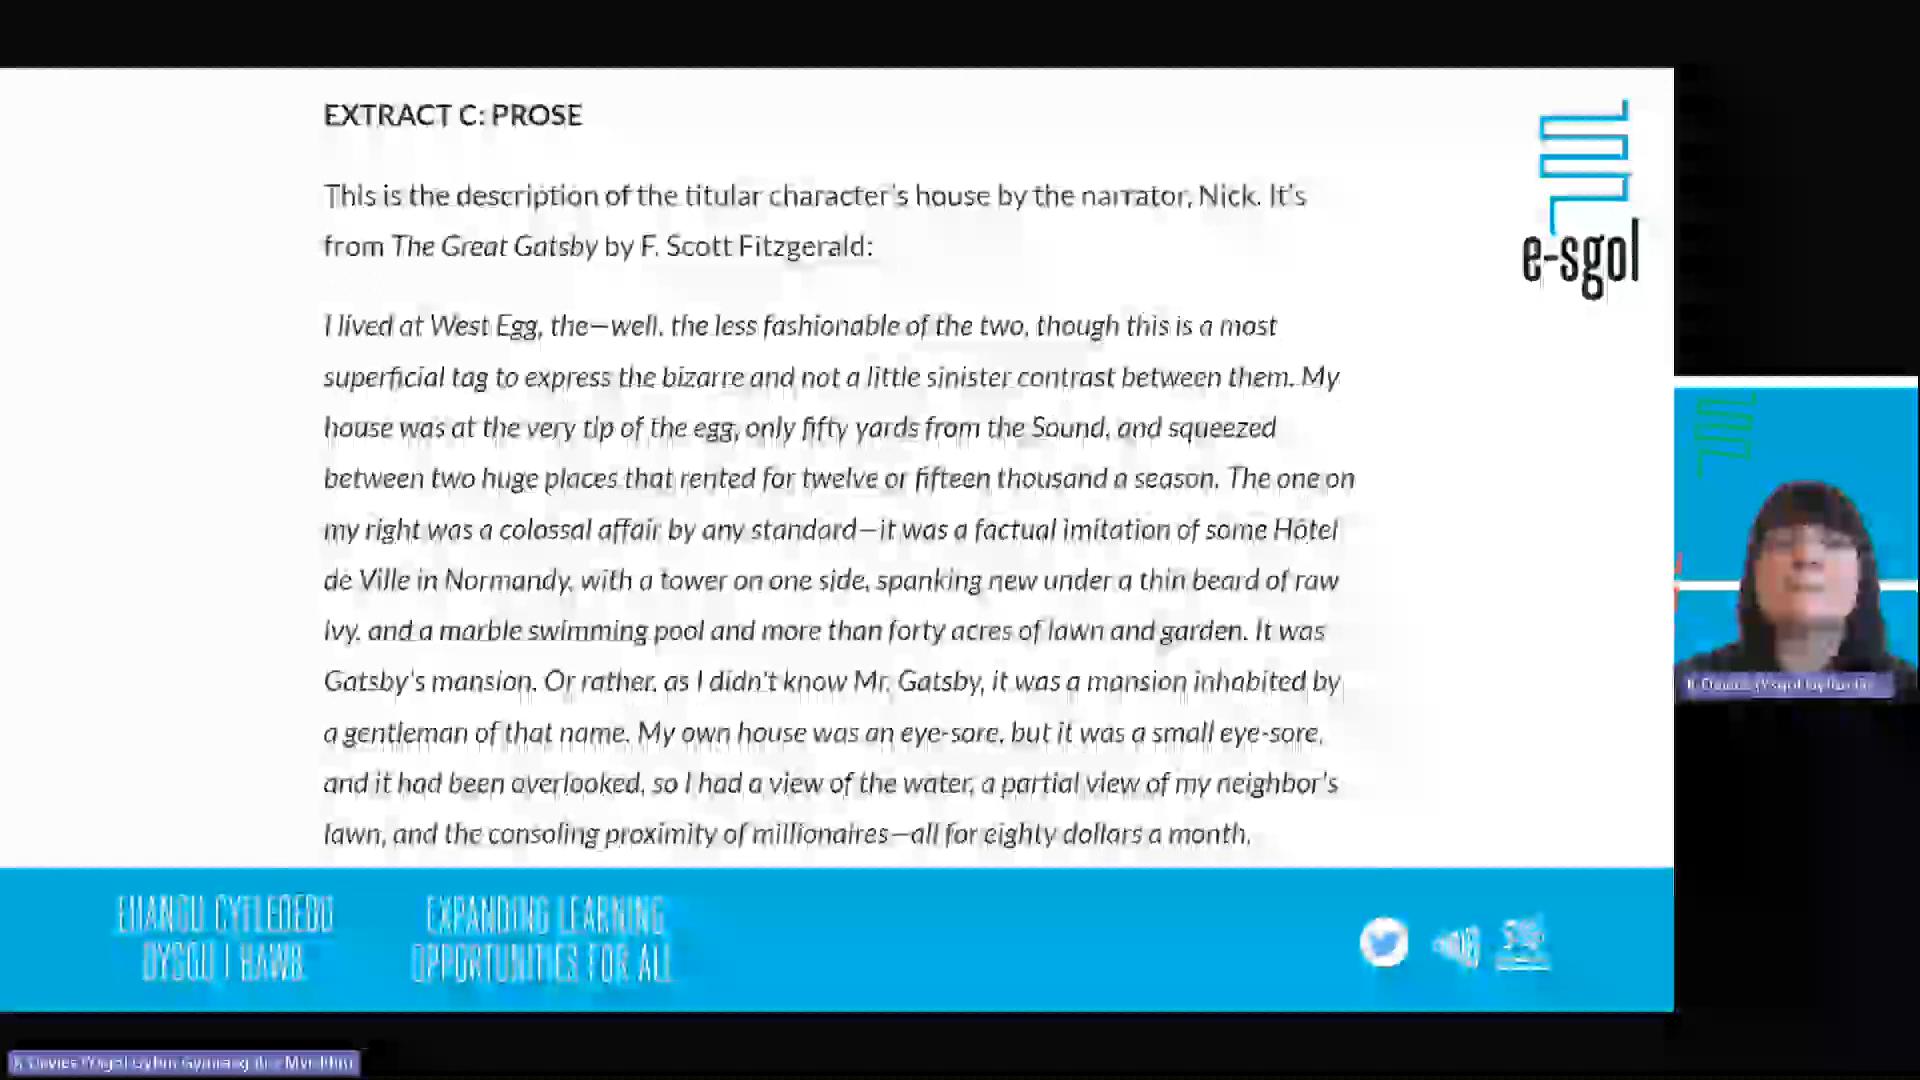 EXTRACT C: PROSE
This is the description of the titular character's house by the narrator, Nick. It's
from The Great Gatsby by F. Scott Fitzgerald:
I lived at West Egg, the—well, the less fashionable of the two, though this is a most
superficial tag to express the bizarre and not a little sinister contrast between them. My
house was at the very tip of the egg, only fifty yards from the Sound, and squeezed
between two huge places that rented for twelve or fifteen thousand a season. The one on
my right was a colossal affair by any standard—it was a factual imitation of some Hôtel
de Ville in Normandy, with a tower on one side, spanking new under a thin beard of raw
ivy, and a marble swimming pool and more than forty acres of lawn and garden. It was
Gatsby's mansion. Or rather, as I didn't know Mr. Gatsby, it was a mansion inhabited by
a gentleman of that name. My own house was an eye-sore, but it was a small eye-sore,
and it had been overlooked, so I had a view of the water, a partial view of my neighbor's
lawn, and the consoling proximity of millionaires—all for eighty dollars a month.
e-sgol
EHANGU CYFLEOEDD
DYSGU I HAWB
EXPANDING LEARNING
OPPORTUNITIES FOR ALL
K Davies (Ysgol Gyfun
K Davies (Ysgol Gyfun